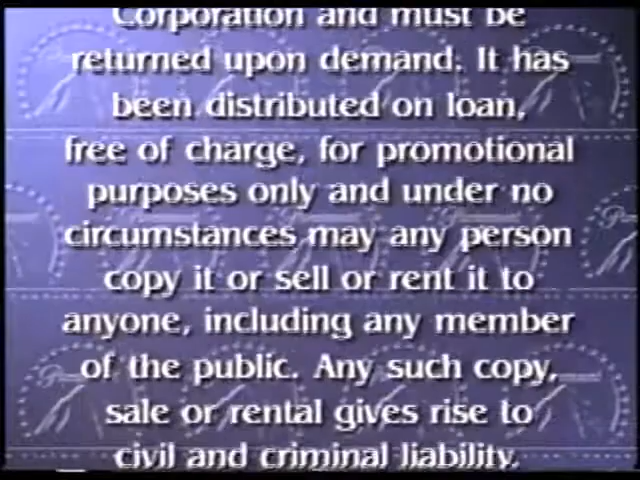 Corporation and must be
returned upon demand. It has
been distributed on loan,
free of charge, for promotional
purposes only and under no
circumstances may any person
copy it or sell or rent it to
anyone, including any member
of the public. Any such copy,
sale or rental gives rise to
civil and criminal liability.